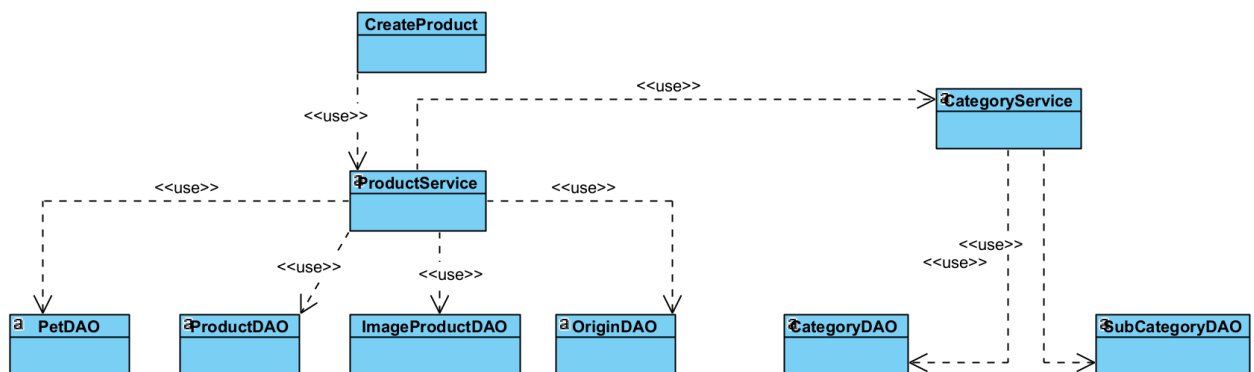 CreateProduct
<<use>>
a CategoryService
<<use>>
a ProductService
<<use>>
<<use>>
<<use>>
<<use>>
<<use>>
<<use>>
a PetDAO
a ProductDAO
ImageProductDAO
a OriginDAO
a CategoryDAO
a SubCategoryDAO